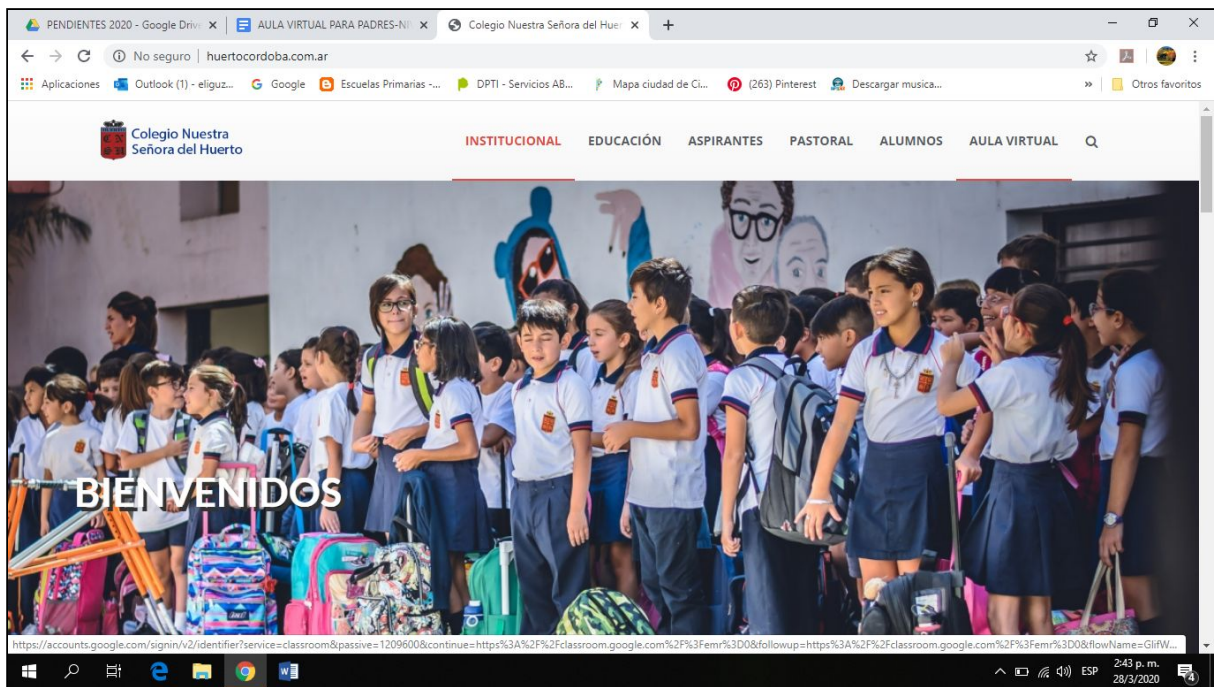 PENDIENTES 2020 - Google Driv
AULA VIRTUAL PARA PADRES-NI
Colegio Nuestra Señora del Huer
No seguro | huertocordoba.com.ar
Aplicaciones
Outlook (1) - eliguz...
Google
Escuelas Primarias -...
DPTI - Servicios AB...
Mapa ciudad de Ci...
(263) Pinterest
Descargar musica...
»
Otros favoritos
Colegio Nuestra
Señora del Huerto
INSTITUCIONAL
EDUCACIÓN
ASPIRANTES
PASTORAL
ALUMNOS
AULA VIRTUAL
BIENVENIDOS
https://accounts.google.com/signin/v2/identifier?service=classroom&passive=1209600&continue=https%3A%2F%2Fclassroom.google.com%2F%3Femr%3D0&followup=https%3A%2F%2Fclassroom.google.com%2F%3Femr%3D0&flowName=GlifW...
ESP
2:43 p. m.
28/3/2020
4